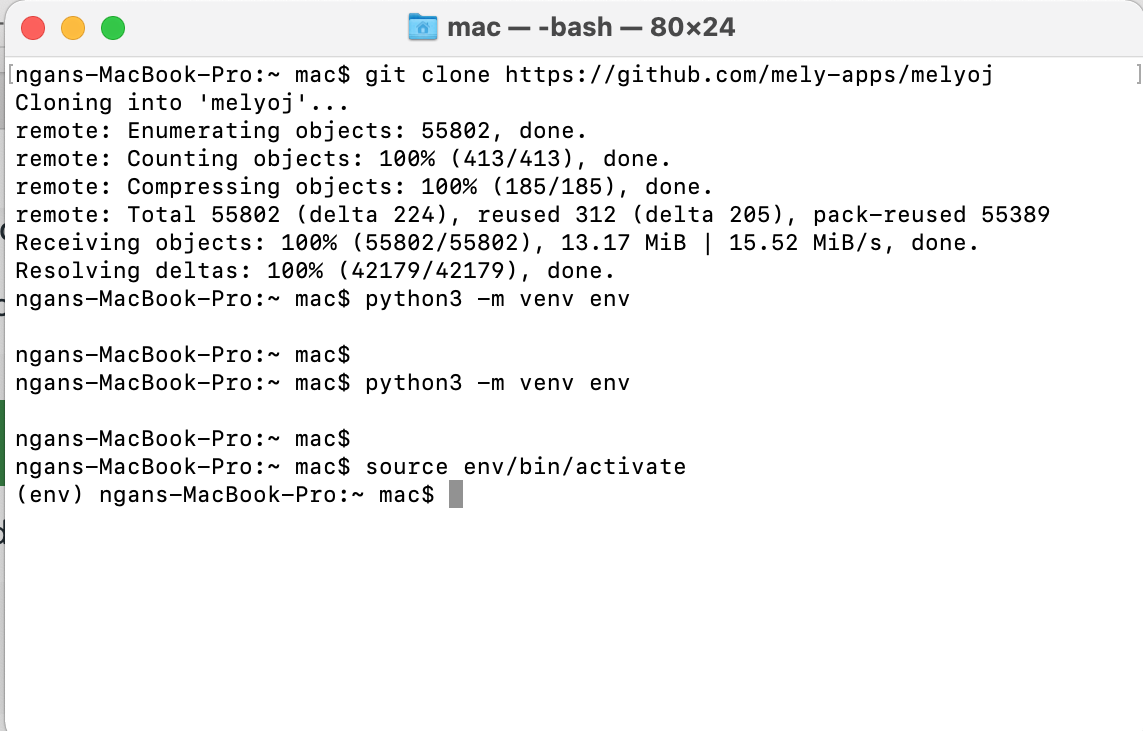 mac — -bash — 80×24
[ngans-MacBook-Pro:~ mac$ git clone https://github.com/mely-apps/melyoj ]
Cloning into 'melyoj'...
remote: Enumerating objects: 55802, done.
remote: Counting objects: 100% (413/413), done.
remote: Compressing objects: 100% (185/185), done.
remote: Total 55802 (delta 224), reused 312 (delta 205), pack-reused 55389
Receiving objects: 100% (55802/55802), 13.17 MiB | 15.52 MiB/s, done.
Resolving deltas: 100% (42179/42179), done.
ngans-MacBook-Pro:~ mac$ python3 -m venv env
ngans-MacBook-Pro:~ mac$
ngans-MacBook-Pro:~ mac$ python3 -m venv env
ngans-MacBook-Pro:~ mac$
ngans-MacBook-Pro:~ mac$ source env/bin/activate
(env) ngans-MacBook-Pro:~ mac$